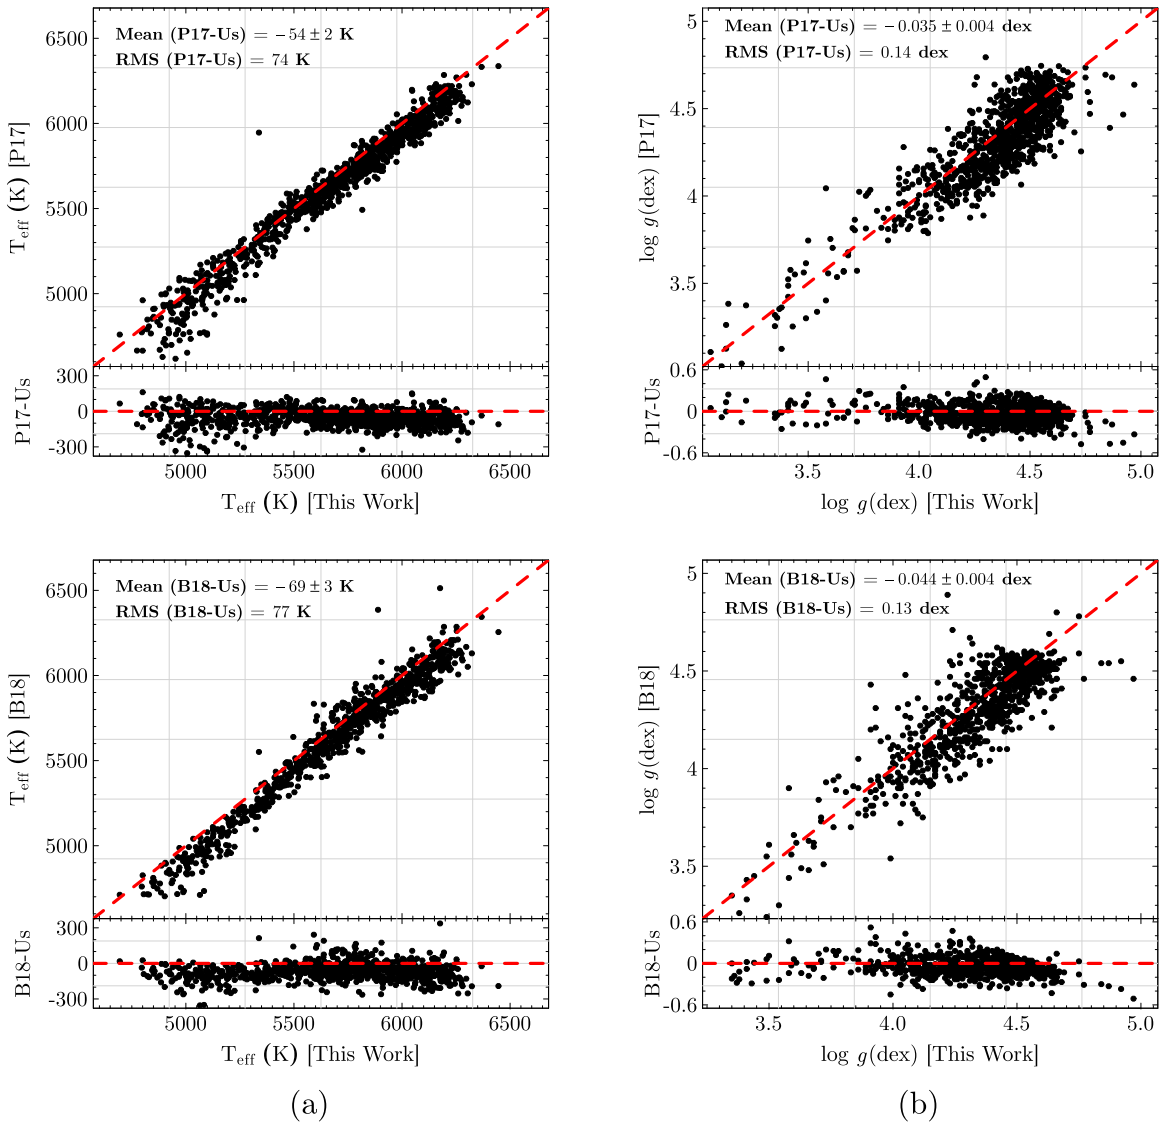 Mean (P17-Us) = −54 ± 2 K
RMS (P17-Us) = 74 K
6500
6000
5500
5000
T_eff (K) [P17]
300
0
-300
P17-Us
5000 5500 6000 6500
T_eff (K) [This Work]
Mean (P17-Us) = −0.035 ± 0.004 dex
RMS (P17-Us) = 0.14 dex
5
4.5
4
3.5
log g(dex) [P17]
0.6
0
-0.6
P17-Us
3.5 4.0 4.5 5.0
log g(dex) [This Work]
Mean (B18-Us) = −69 ± 3 K
RMS (B18-Us) = 77 K
6500
6000
5500
5000
T_eff (K) [B18]
300
0
-300
B18-Us
5000 5500 6000 6500
T_eff (K) [This Work]
(a)
Mean (B18-Us) = −0.044 ± 0.004 dex
RMS (B18-Us) = 0.13 dex
5
4.5
4
3.5
log g(dex) [B18]
0.6
0
-0.6
B18-Us
3.5 4.0 4.5 5.0
log g(dex) [This Work]
(b)